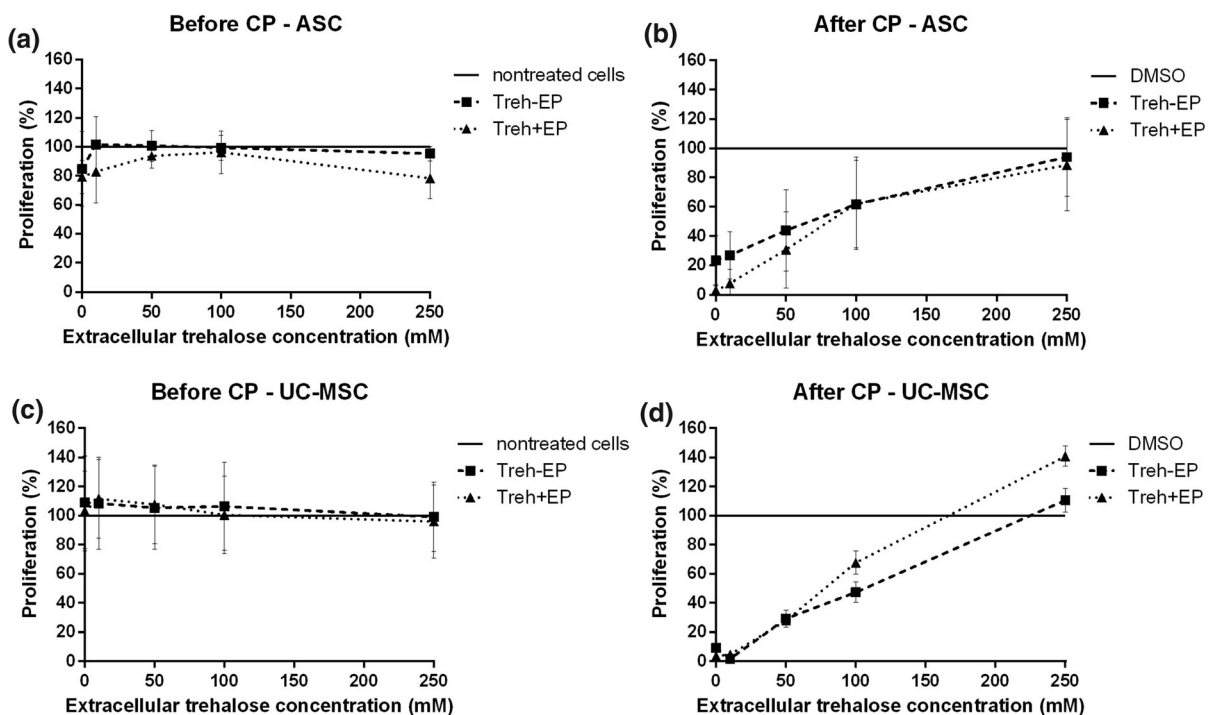 (a)
Before CP - ASC
160
140
120
100
80
60
40
20
0
Proliferation (%)
nontreated cells
Treh-EP
Treh+EP
0 50 100 150 200 250
Extracellular trehalose concentration (mM)
(b)
After CP - ASC
160
140
120
100
80
60
40
20
0
Proliferation (%)
DMSO
Treh-EP
Treh+EP
0 50 100 150 200 250
Extracellular trehalose concentration (mM)
(c)
Before CP - UC-MSC
160
140
120
100
80
60
40
20
0
Proliferation (%)
nontreated cells
Treh-EP
Treh+EP
0 50 100 150 200 250
Extracellular trehalose concentration (mM)
(d)
After CP - UC-MSC
160
140
120
100
80
60
40
20
0
Proliferation (%)
DMSO
Treh-EP
Treh+EP
0 50 100 150 200 250
Extracellular trehalose concentration (mM)